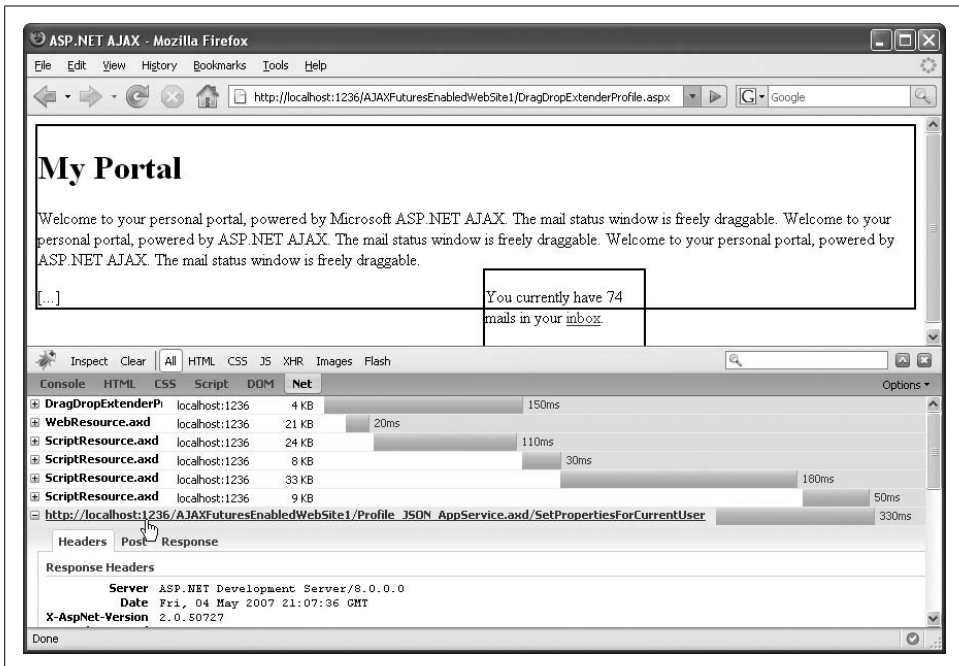 ASP.NET AJAX - Mozilla Firefox
File Edit View History Bookmarks Tools Help
http://localhost:1236/AJAXFuturesEnabledWebSite1/DragDropExtenderProfile.aspx G Google
My Portal
Welcome to your personal portal, powered by Microsoft ASP.NET AJAX. The mail status window is freely draggable. Welcome to your
personal portal, powered by ASP.NET AJAX. The mail status window is freely draggable. Welcome to your personal portal, powered by
ASP.NET AJAX. The mail status window is freely draggable.
[...]
You currently have 74
mails in your inbox.
Inspect Clear All HTML CSS JS XHR Images Flash
Console HTML CSS Script DOM Net Options
DragDropExtenderP localhost:1236 4 KB 150ms
WebResource.axd localhost:1236 21 KB 20ms
ScriptResource.axd localhost:1236 24 KB 110ms
ScriptResource.axd localhost:1236 8 KB 30ms
ScriptResource.axd localhost:1236 33 KB 180ms
ScriptResource.axd localhost:1236 9 KB 50ms
http://localhost:1236/AJAXFuturesEnabledWebSite1/Profile_JSON_AppService.axd/SetPropertiesForCurrentUser 330ms
Headers Post Response
Response Headers
Server ASP.NET Development Server/8.0.0.0
Date Fri, 04 May 2007 21:07:36 GMT
X-AspNet-Version 2.0.50727
Done